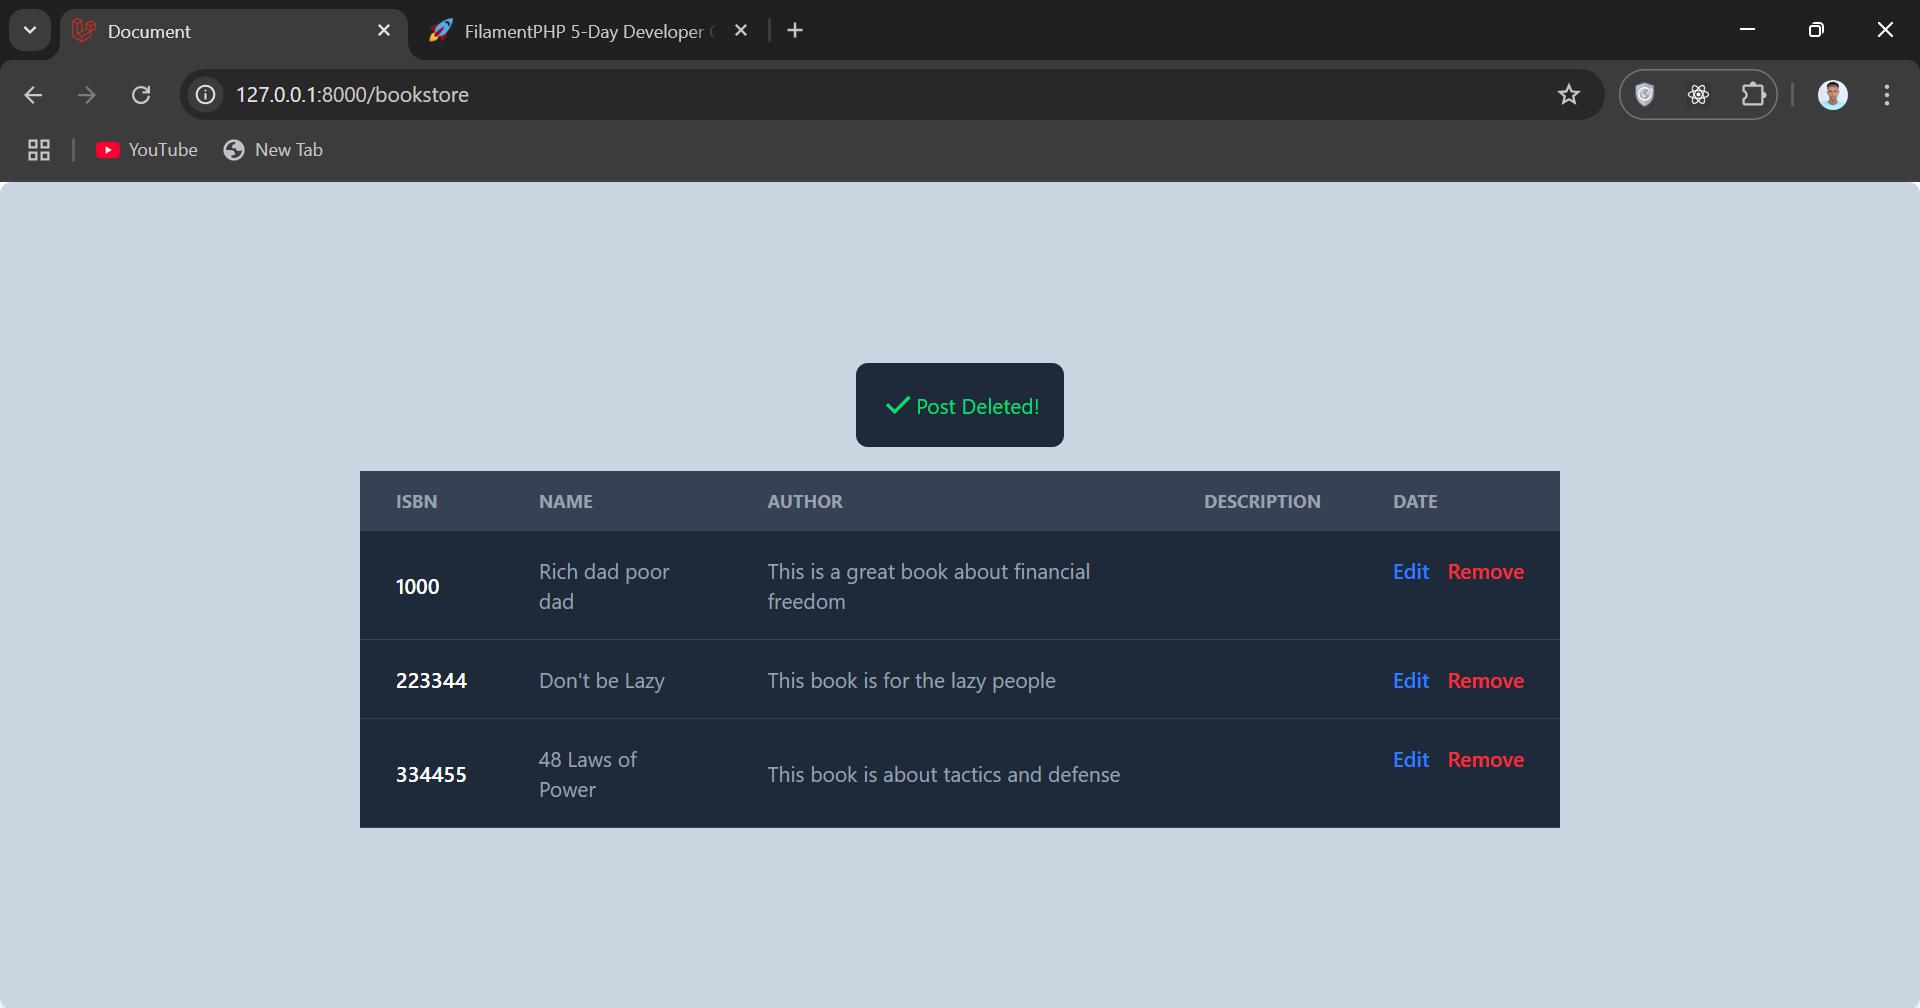 Document
FilamentPHP 5-Day Developer
127.0.0.1:8000/bookstore
YouTube
New Tab
Post Deleted!
ISBN NAME AUTHOR DESCRIPTION DATE
1000 Rich dad poor dad This is a great book about financial freedom Edit Remove
223344 Don't be Lazy This book is for the lazy people Edit Remove
334455 48 Laws of Power This book is about tactics and defense Edit Remove